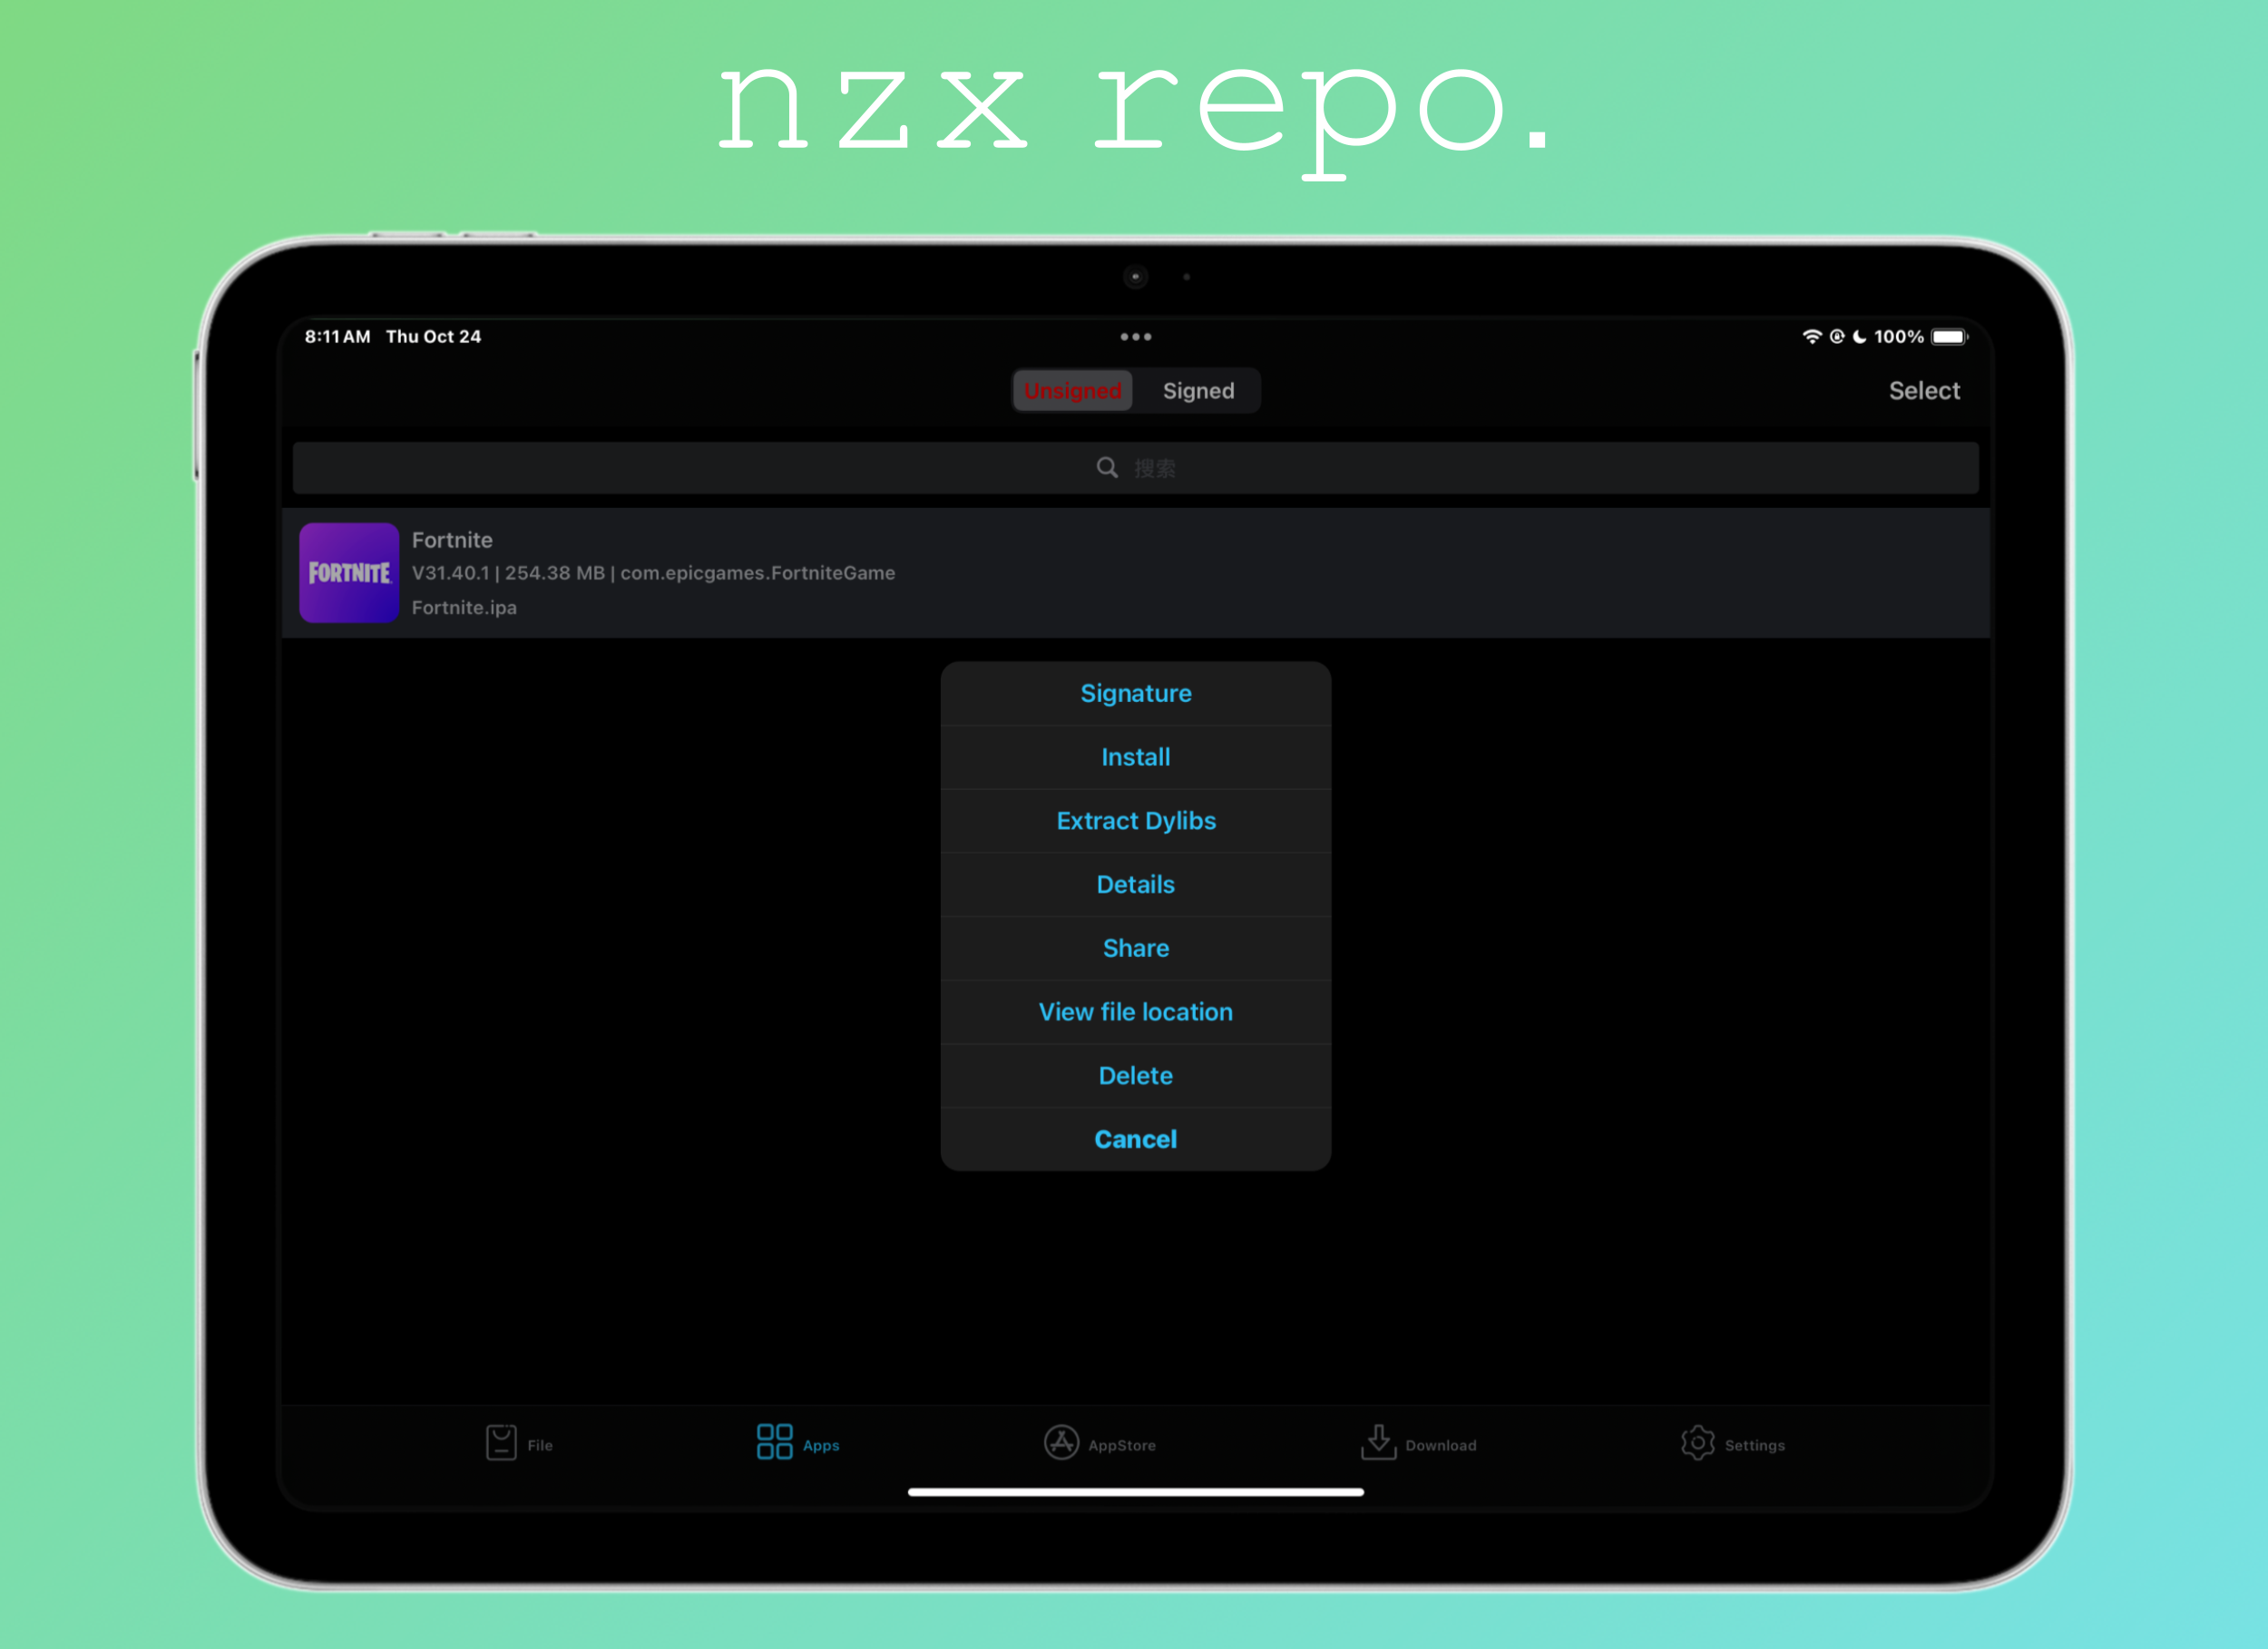 nzx repo.
8:11 AM Thu Oct 24
100%
Unsigned Signed Select
搜索
FORTNITE
Fortnite
V31.40.1 | 254.38 MB | com.epicgames.FortniteGame
Fortnite.ipa
Signature
Install
Extract Dylibs
Details
Share
View file location
Delete
Cancel
File Apps AppStore Download Settings